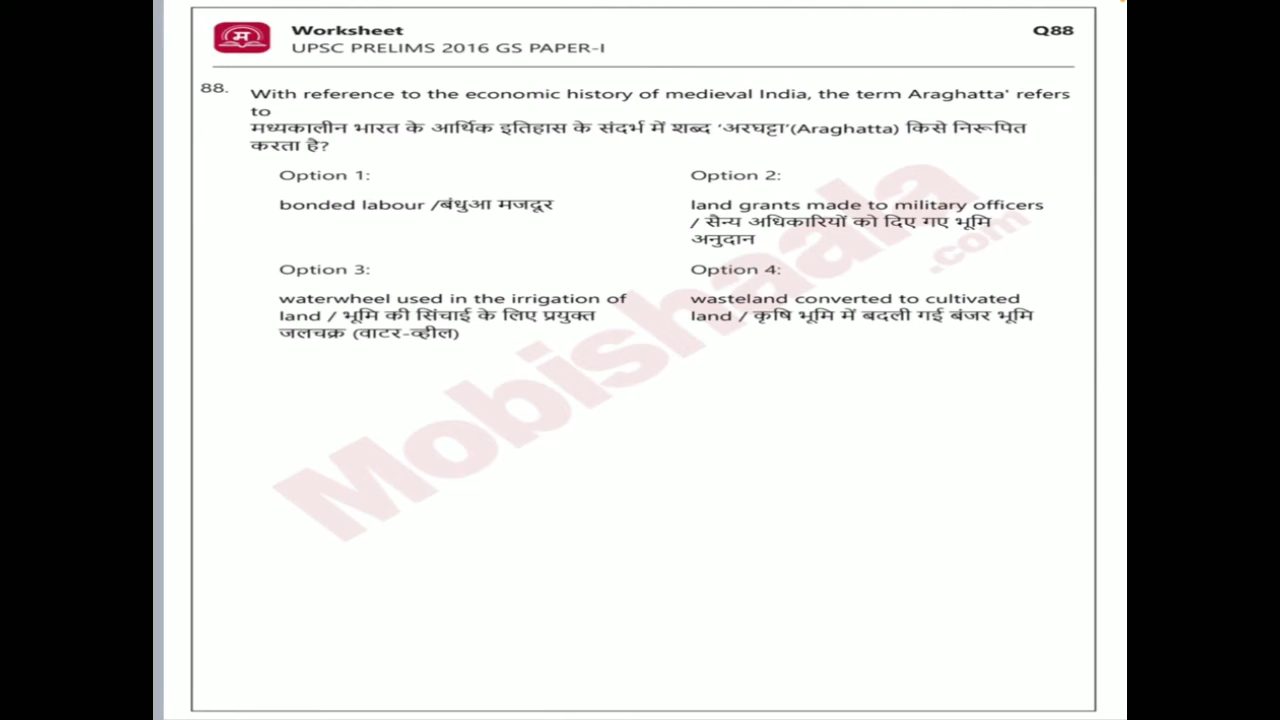 म
Worksheet
UPSC PRELIMS 2016 GS PAPER-I
Q88
88.
With reference to the economic history of medieval India, the term Araghatta' refers
to
मध्यकालीन भारत के आर्थिक इतिहास के संदर्भ में शब्द ‘अरघट्टा’(Araghatta) किसे निरूपित
करता है?
Option 1:
bonded labour /बंधुआ मजदूर
Option 2:
land grants made to military officers
/ सैन्य अधिकारियों को दिए गए भूमि
अनुदान
Option 3:
waterwheel used in the irrigation of
land / भूमि की सिंचाई के लिए प्रयुक्त
जलचक्र (वाटर-व्हील)
Option 4:
wasteland converted to cultivated
land / कृषि भूमि में बदली गई बंजर भूमि
Mobishaala
.com